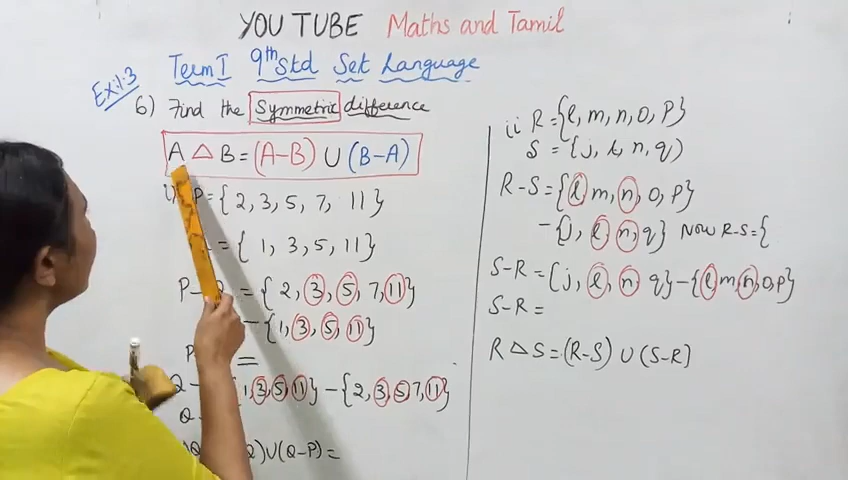 YOU TUBE Maths and Tamil
Term I 9th Std Set Language
Ex:1.3
6) Find the Symmetric difference
A △ B = (A-B) ∪ (B-A)
i) P = { 2, 3, 5, 7, 11 }
= { 1, 3, 5, 11 }
P - = { 2, 3, 5, 7, 11 }
- { 1, 3, 5, 11 }
P =
Q - 1, 3, 5, 11 } - { 2, 3, 5, 7, 11 }
Q
)∪(Q-P) =
ii R = {l, m, n, o, p}
S = {j, l, n, q)
R-S = {l, m, n, o, p}
- {j, l, n, q} Now R-S = {
S-R = {j, l, n, q} - {l m, n, o, p}
S-R =
R △ S = (R-S) ∪ (S-R]